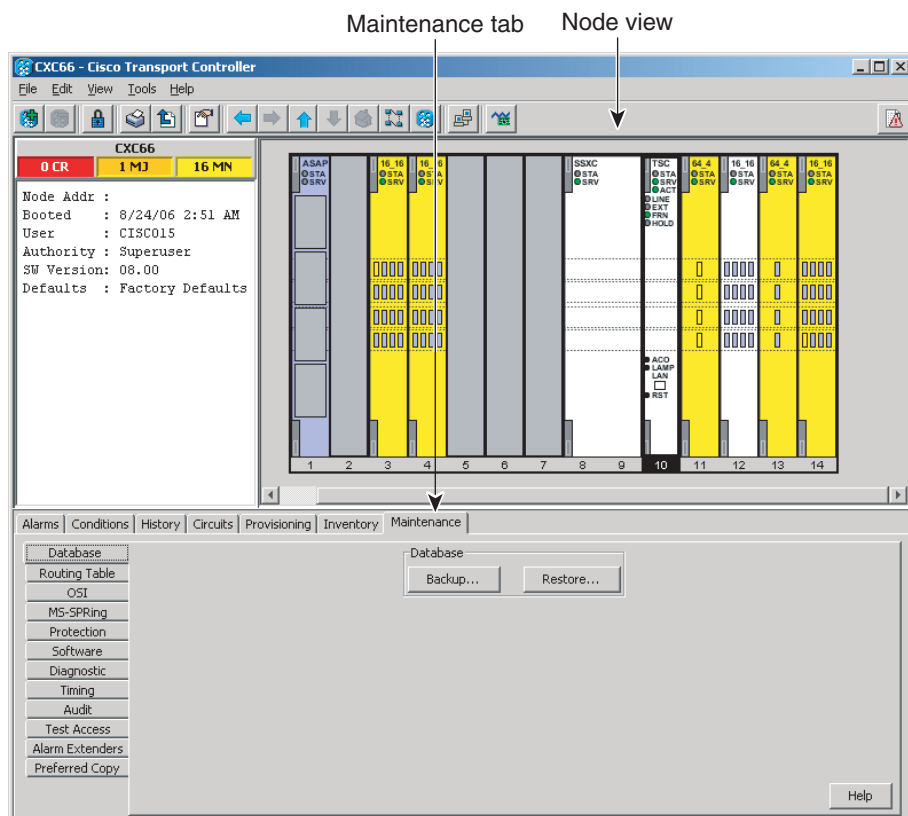 Maintenance tab
Node view
CXC66 - Cisco Transport Controller
File Edit View Tools Help
CXC66
0 CR 1 MJ 16 MN
Node Addr :
Booted : 8/24/06 2:51 AM
User : CISCO15
Authority : Superuser
SW Version: 08.00
Defaults : Factory Defaults
ASAP
STA
SRV
16_16
STA
SRV
16_ 6
STA
S
SSXC
STA
SRV
TSC
STA
SRV
ACT
LINE
EXT
FRN
HOLD
ACO
LAMP
LAN
RST
64_4
STA
SRV
16_16
STA
SRV
64_4
STA
SRV
16_16
STA
SRV
1 2 3 4 5 6 7 8 9 10 11 12 13 14
Alarms Conditions History Circuits Provisioning Inventory Maintenance
Database
Routing Table
OSI
MS-SPRing
Protection
Software
Diagnostic
Timing
Audit
Test Access
Alarm Extenders
Preferred Copy
Database
Backup... Restore...
Help